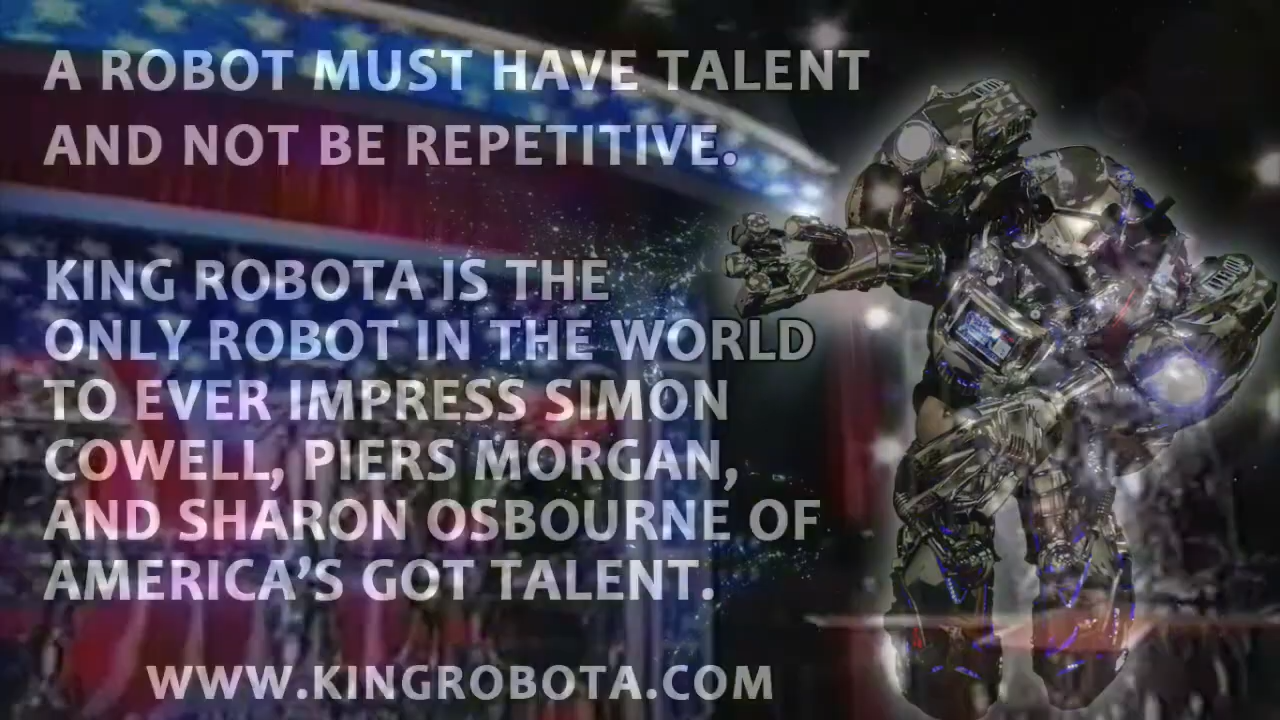 A ROBOT MUST HAVE TALENT
AND NOT BE REPETITIVE.
KING ROBOTA IS THE
ONLY ROBOT IN THE WORLD
TO EVER IMPRESS SIMON
COWELL, PIERS MORGAN,
AND SHARON OSBOURNE OF
AMERICA'S GOT TALENT.
WWW.KINGROBOTA.COM